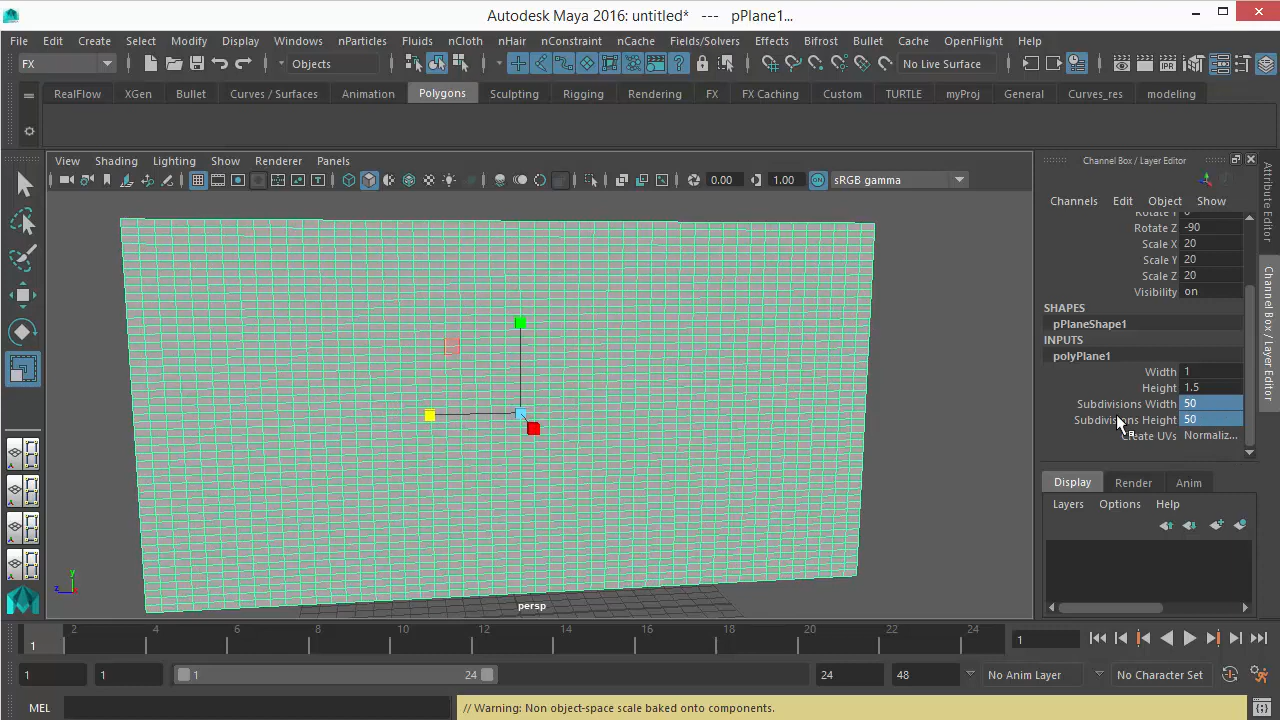 Autodesk Maya 2016: untitled* --- pPlane1...
File Edit Create Select Modify Display Windows nParticles Fluids nCloth nHair nConstraint nCache Fields/Solvers Effects Bifrost Bullet Cache OpenFlight Help
FX Objects No Live Surface
RealFlow XGen Bullet Curves / Surfaces Animation Polygons Sculpting Rigging Rendering FX FX Caching Custom TURTLE myProj General Curves_res modeling
View Shading Lighting Show Renderer Panels
0.00 1.00 sRGB gamma
Channel Box / Layer Editor
Channels Edit Object Show
Rotate Z -90
Scale X 20
Scale Y 20
Scale Z 20
Visibility on
SHAPES
pPlaneShape1
INPUTS
polyPlane1
Width 1
Height 1.5
Subdivisions Width 50
Subdivisions Height 50
Create UVs Normaliz...
Display Render Anim
Layers Options Help
Attribute Editor
Channel Box / Layer Editor
y
z
persp
1 2 4 6 8 10 12 14 16 18 20 22 24 1
1 1 1 24 24 48 No Anim Layer No Character Set
MEL // Warning: Non object-space scale baked onto components.